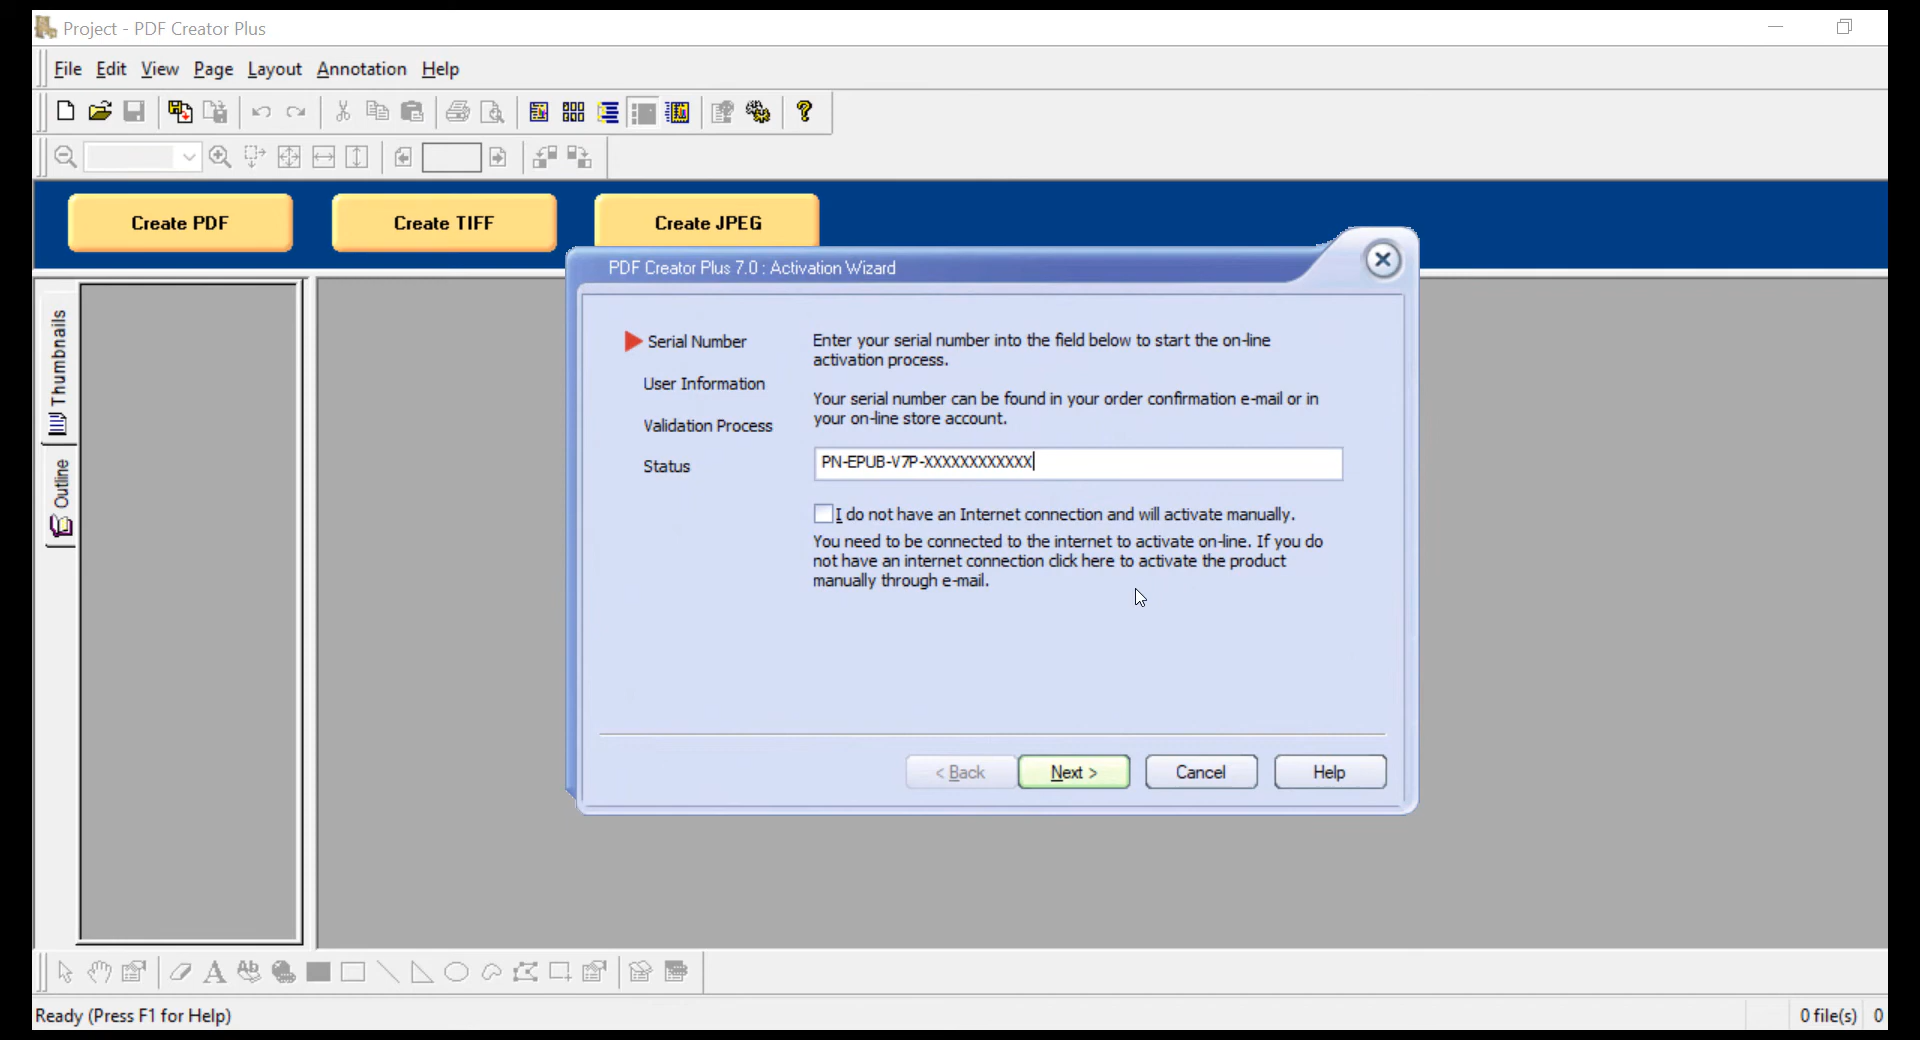 Project - PDF Creator Plus
File Edit View Page Layout Annotation Help
Create PDF
Create TIFF
Create JPEG
Thumbnails
Outline
PDF Creator Plus 7.0 : Activation Wizard
Serial Number
User Information
Validation Process
Status
Enter your serial number into the field below to start the on-line
activation process.
Your serial number can be found in your order confirmation e-mail or in
your on-line store account.
PN-EPUB-V7P-XXXXXXXXXXXX
I do not have an Internet connection and will activate manually.
You need to be connected to the internet to activate on-line. If you do
not have an internet connection click here to activate the product
manually through e-mail.
< Back
Next >
Cancel
Help
Ready (Press F1 for Help)
0 file(s)
0